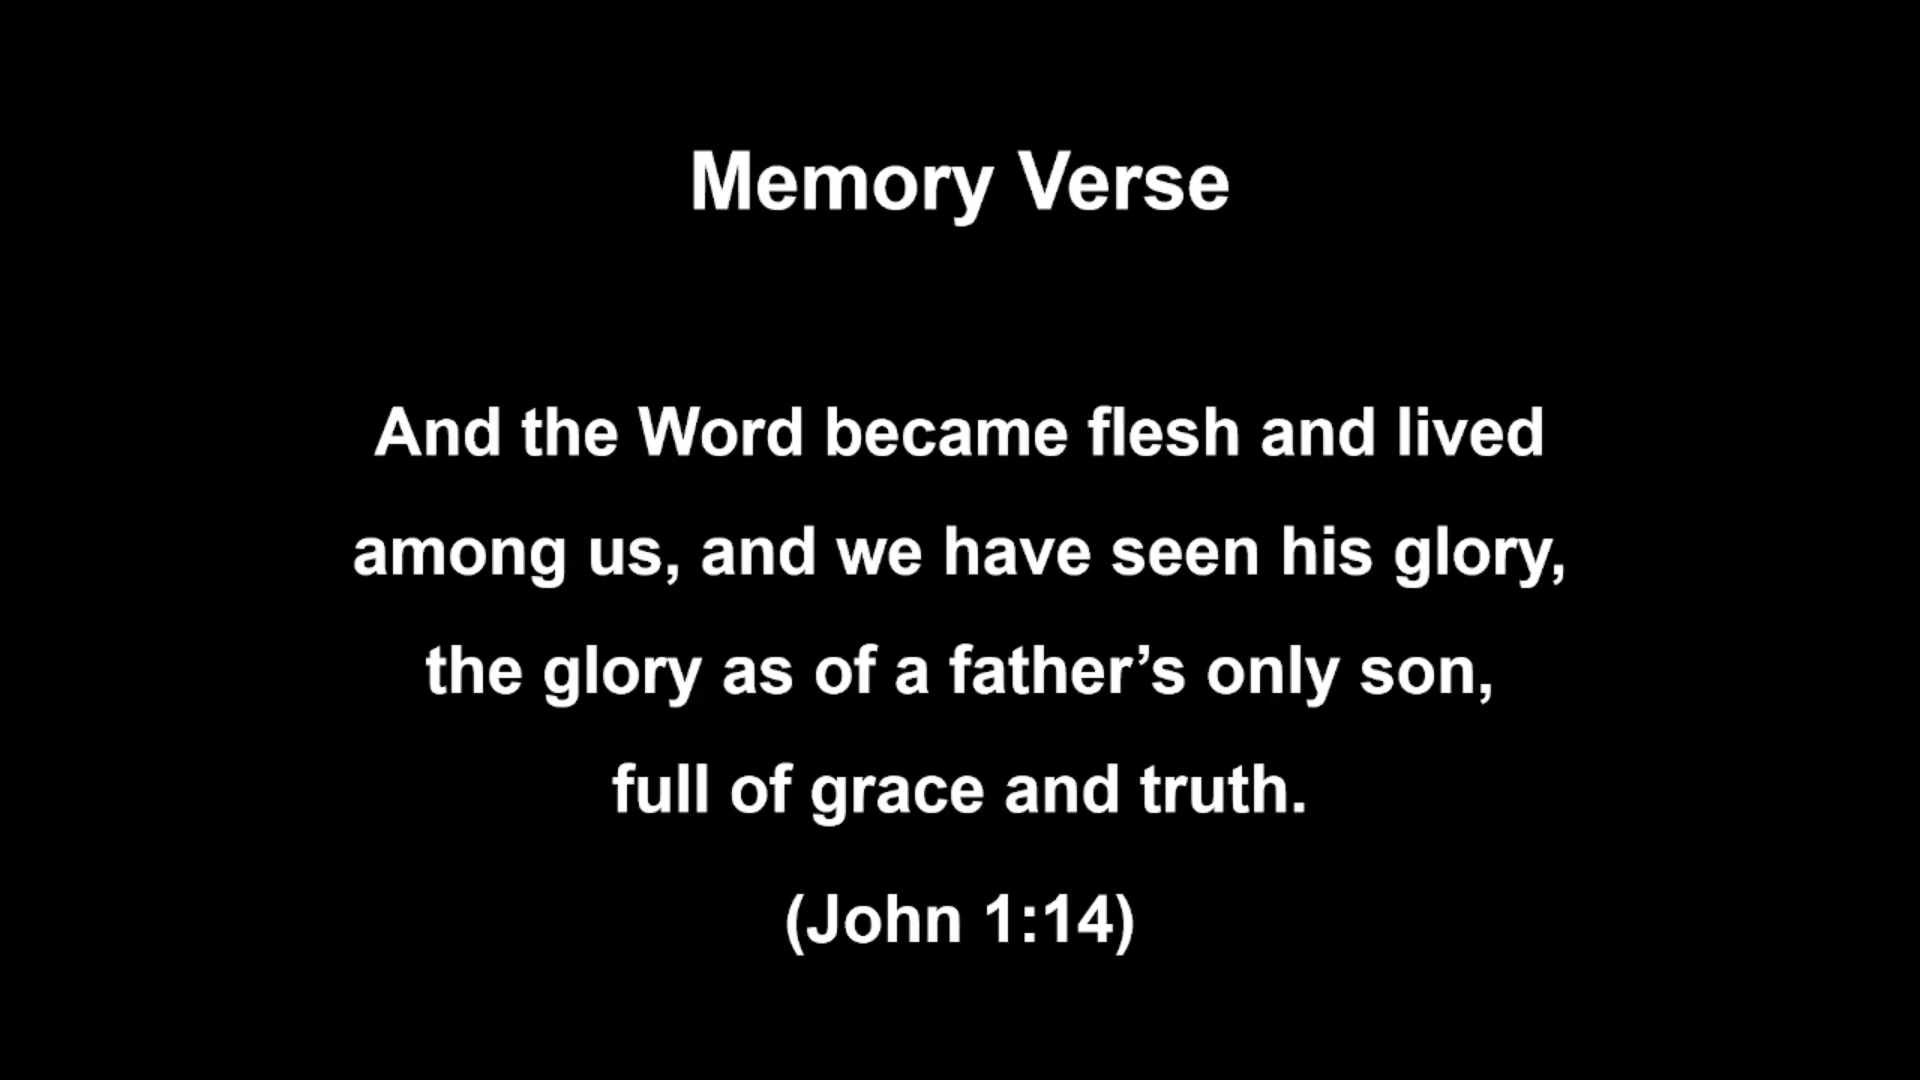 Memory Verse
And the Word became flesh and lived
among us, and we have seen his glory,
the glory as of a father’s only son,
full of grace and truth.
(John 1:14)